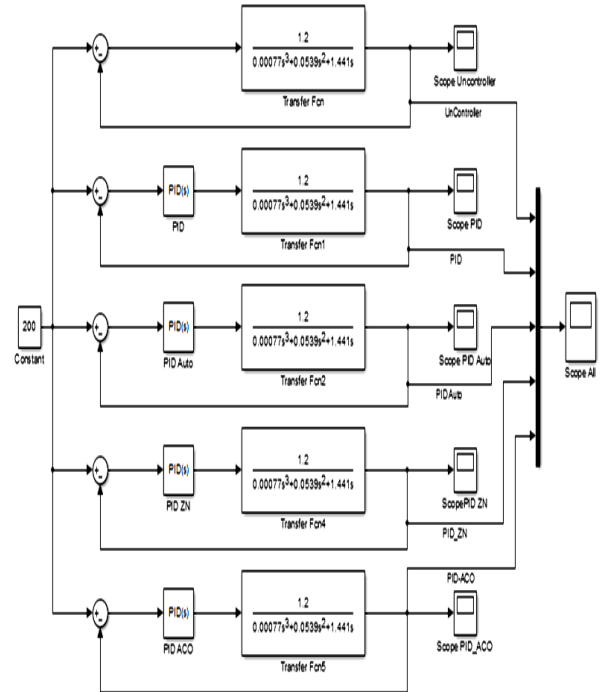 1.2
0.00077s3+0.0539s2+1.441s
Transfer Fcn
Scope Uncontroller
UnController
PID(s)
PID
1.2
0.00077s3+0.0539s2+1.441s
Transfer Fcn1
Scope PID
PID
200
Constant
PID(s)
PID Auto
1.2
0.00077s3+0.0539s2+1.441s
Transfer Fcn2
Scope PID Auto
PID Auto
Scope All
PID(s)
PID ZN
1.2
0.00077s3+0.0539s2+1.441s
Transfer Fcn4
ScopePID ZN
PID_ZN
PID-ACO
PID(s)
PID ACO
1.2
0.00077s3+0.0539s2+1.441s
Transfer Fcn5
Scope PID_ACO